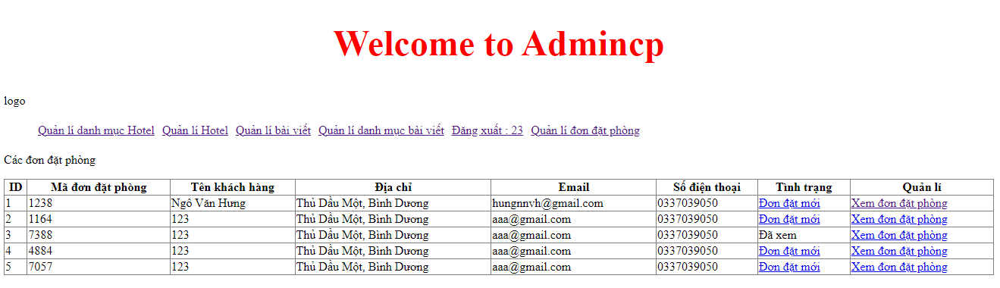 Welcome to Admincp
logo
Quản lí danh mục Hotel Quản lí Hotel Quản lí bài viết Quản lí danh mục bài viết Đăng xuất : 23 Quản lí đơn đặt phòng
Các đơn đặt phòng
ID Mã đơn đặt phòng Tên khách hàng Địa chỉ Email Số điện thoại Tình trạng Quản lí
1 1238 Ngô Văn Hưng Thủ Dầu Một, Bình Dương hungnnvh@gmail.com 0337039050 Đơn đặt mới Xem đơn đặt phòng
2 1164 123 Thủ Dầu Một, Bình Dương aaa@gmail.com 0337039050 Đơn đặt mới Xem đơn đặt phòng
3 7388 123 Thủ Dầu Một, Bình Dương aaa@gmail.com 0337039050 Đã xem Xem đơn đặt phòng
4 4884 123 Thủ Dầu Một, Bình Dương aaa@gmail.com 0337039050 Đơn đặt mới Xem đơn đặt phòng
5 7057 123 Thủ Dầu Một, Bình Dương aaa@gmail.com 0337039050 Đơn đặt mới Xem đơn đặt phòng